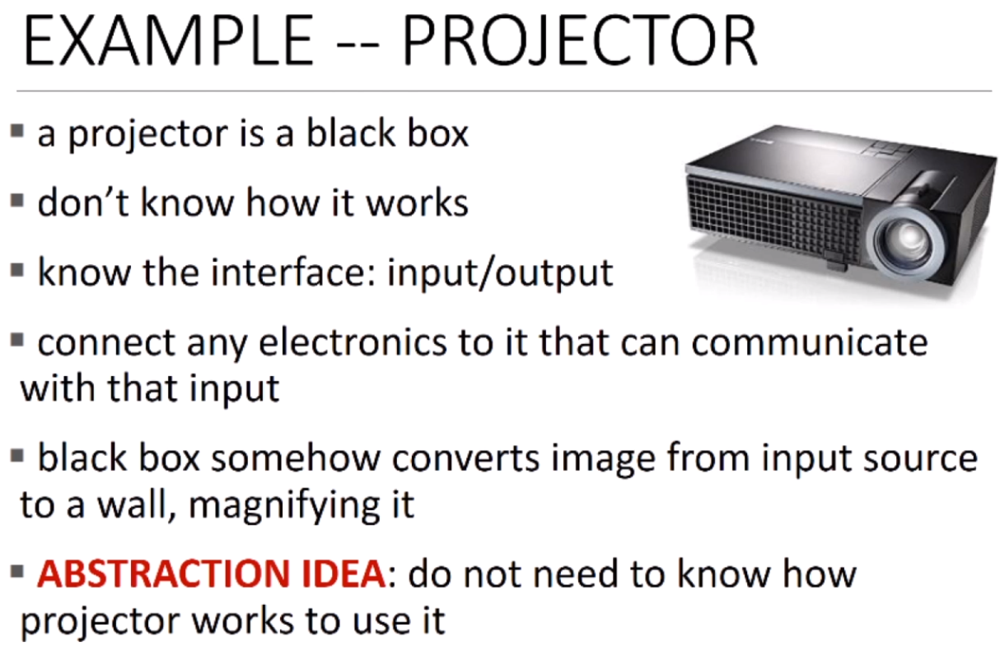 EXAMPLE -- PROJECTOR
▪ a projector is a black box
▪ don’t know how it works
▪ know the interface: input/output
▪ connect any electronics to it that can communicate
with that input
▪ black box somehow converts image from input source
to a wall, magnifying it
▪ ABSTRACTION IDEA: do not need to know how
projector works to use it